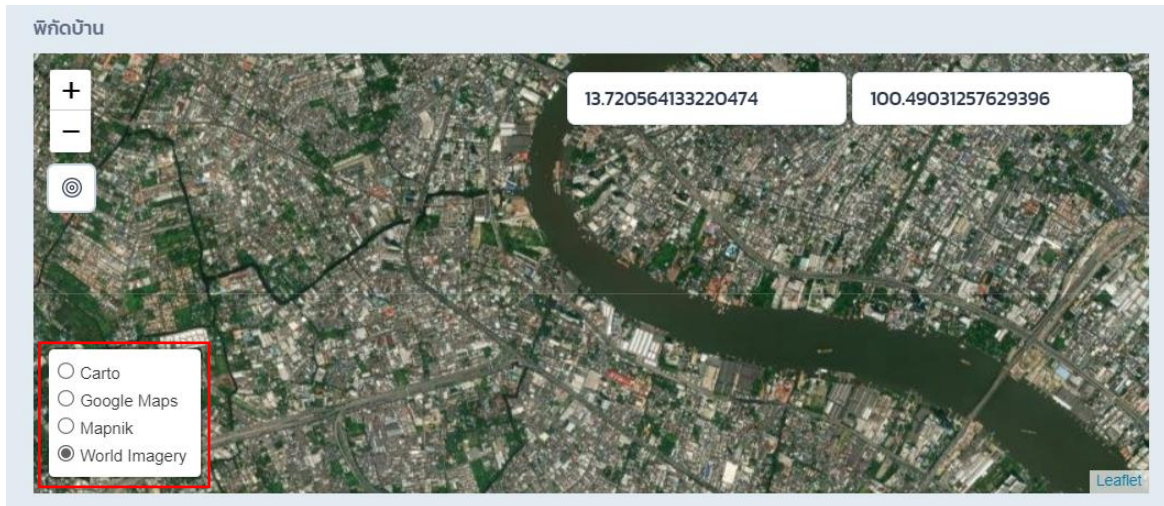 พิกัดบ้าน
+
13.720564133220474
100.49031257629396
−
Carto
Google Maps
Mapnik
World Imagery
Leaflet